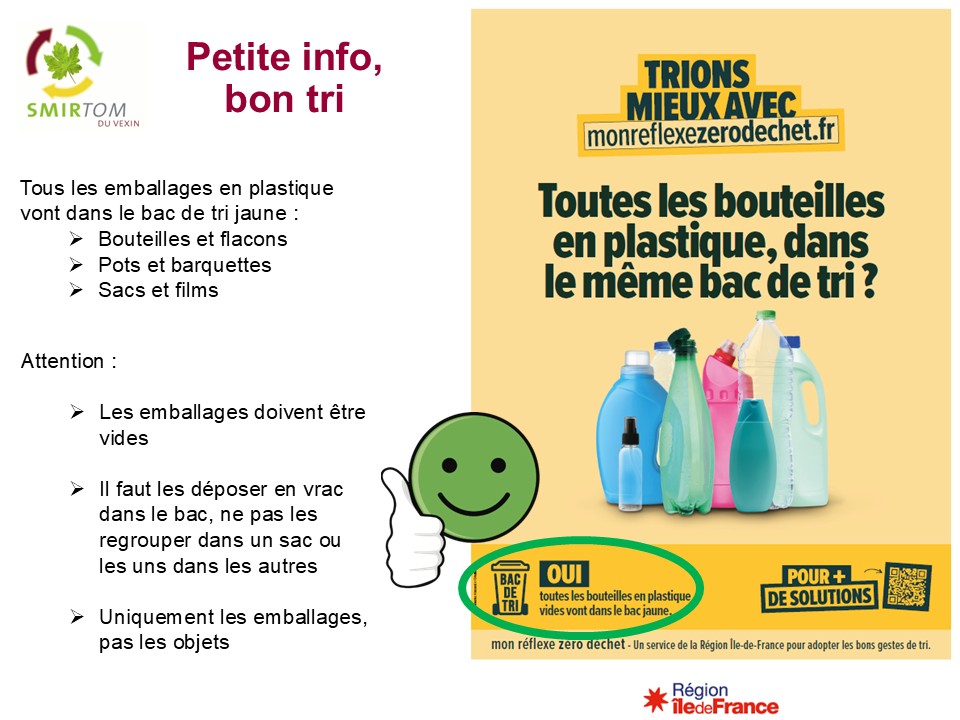 SMIRTOM
DU VEXIN
Petite info,
bon tri
Tous les emballages en plastique
vont dans le bac de tri jaune :
➢ Bouteilles et flacons
➢ Pots et barquettes
➢ Sacs et films
Attention :
➢ Les emballages doivent être
vides
➢ Il faut les déposer en vrac
dans le bac, ne pas les
regrouper dans un sac ou
les uns dans les autres
➢ Uniquement les emballages,
pas les objets
TRIONS
MIEUX AVEC
monreflexezerodechet.fr
Toutes les bouteilles
en plastique, dans
le même bac de tri ?
BAC
DE
TRI
OUI
toutes les bouteilles en plastique
vides vont dans le bac jaune.
POUR +
DE SOLUTIONS
mon réflexe zéro déchet - Un service de la Région Île-de-France pour adopter les bons gestes de tri.
Région
îledeFrance